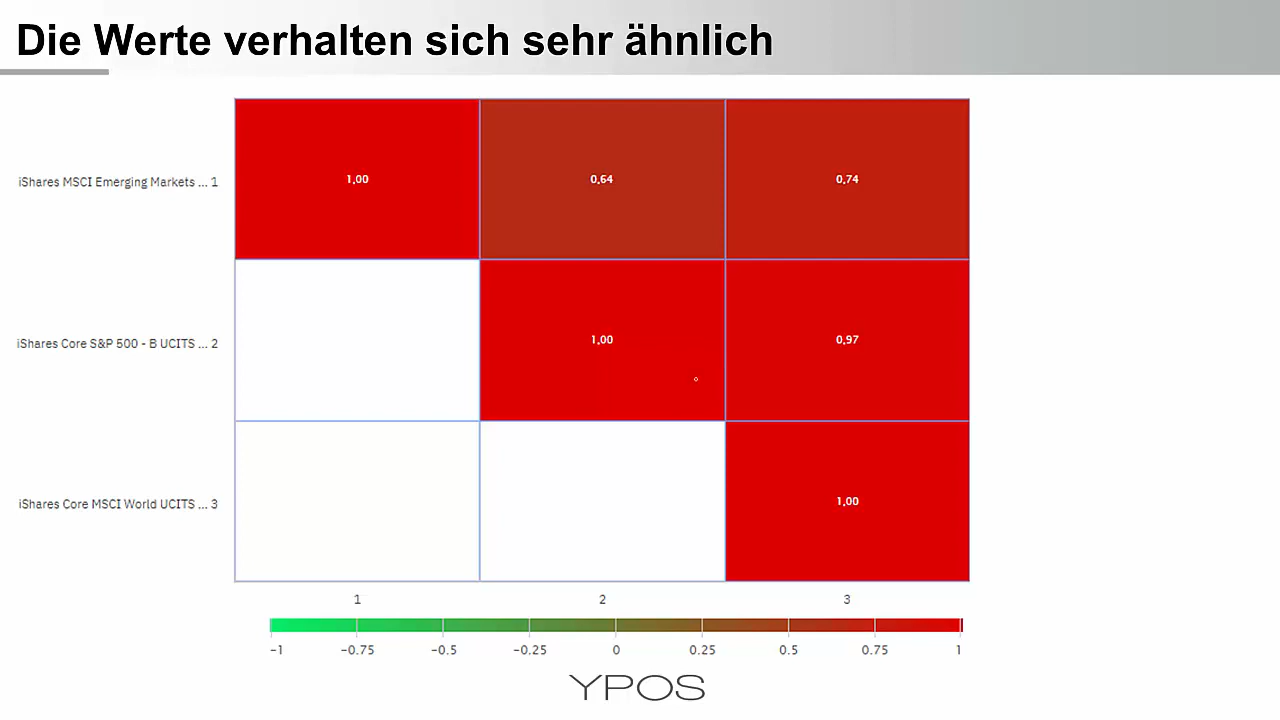 Die Werte verhalten sich sehr ähnlich
iShares MSCI Emerging Markets ... 1
1,00
0,64
0,74
iShares Core S&P 500 - B UCITS ... 2
1,00
0,97
iShares Core MSCI World UCITS ... 3
1,00
1 2 3
-1 -0.75 -0.5 -0.25 0 0.25 0.5 0.75 1
YPOS